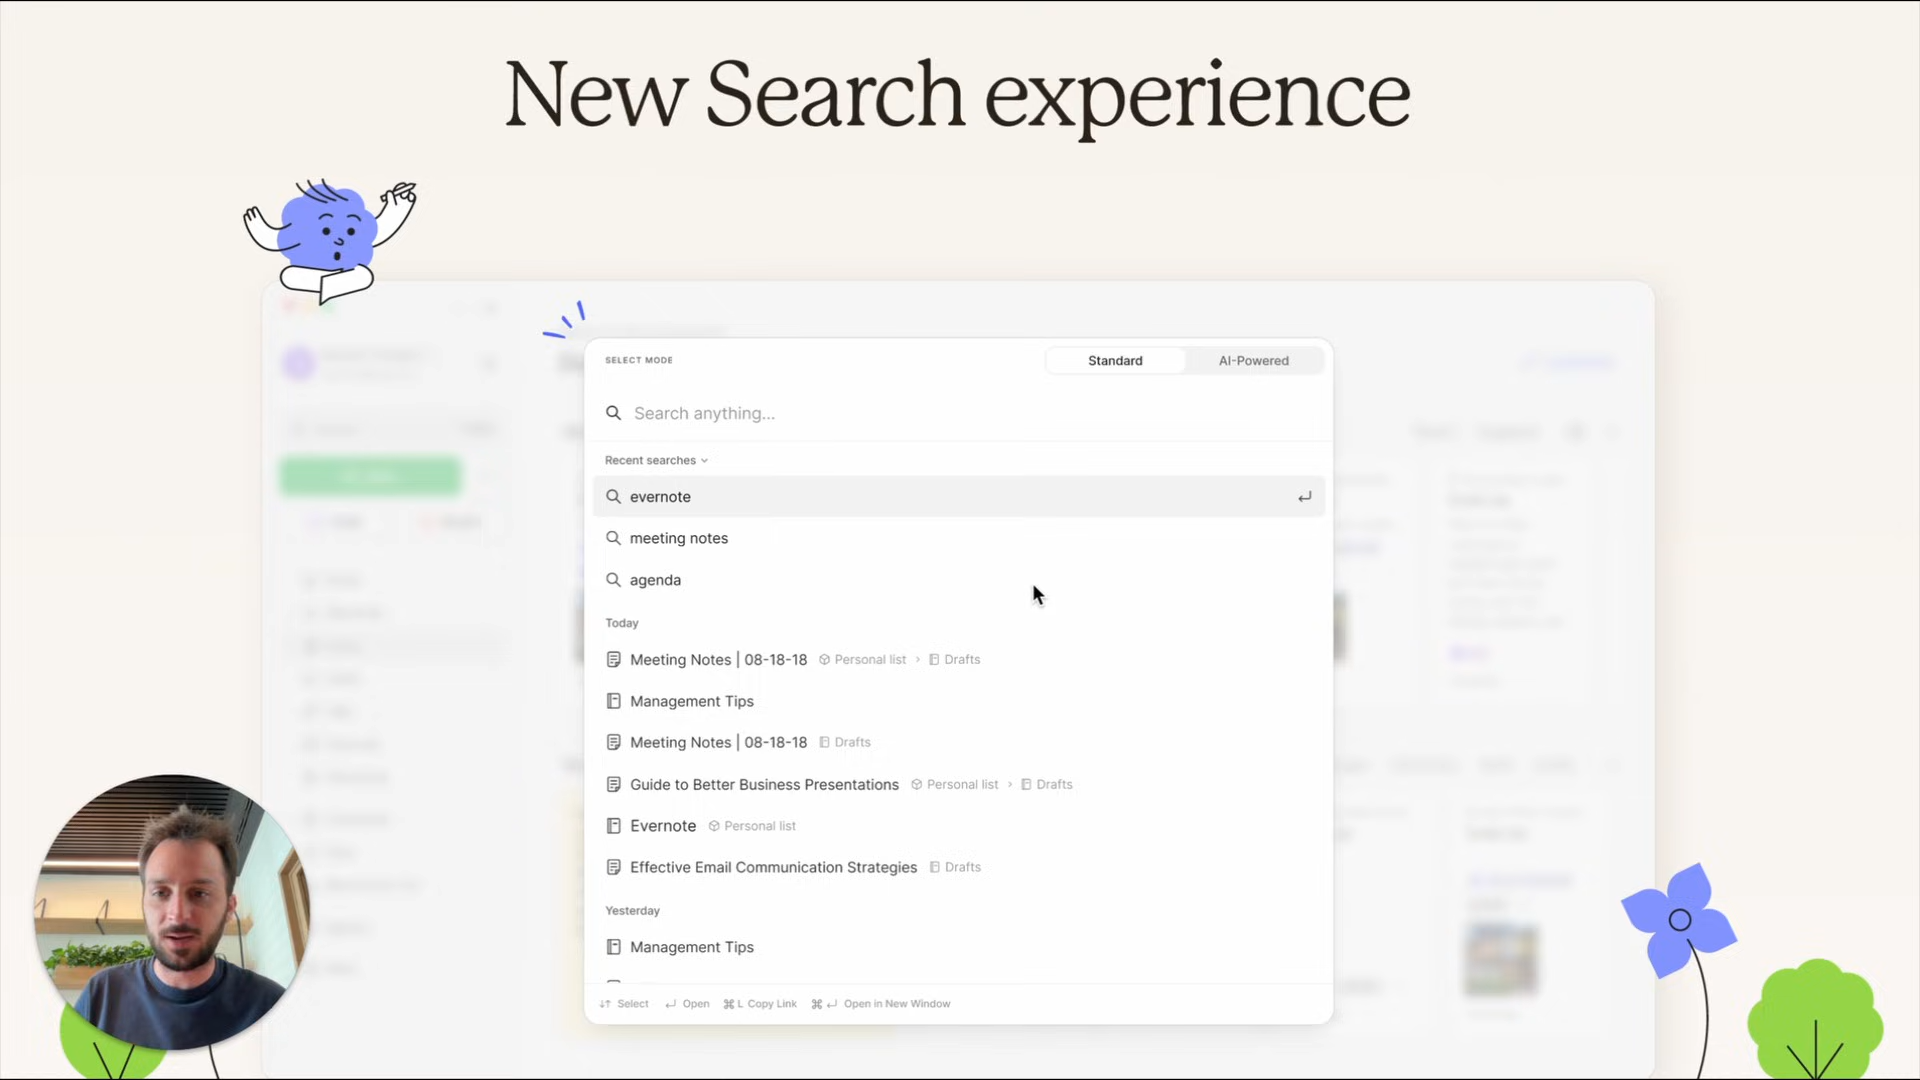 New Search experience
SELECT MODE
Standard
AI-Powered
Search anything...
Recent searches
evernote
meeting notes
agenda
Today
Meeting Notes | 08-18-18 Personal list › Drafts
Management Tips
Meeting Notes | 08-18-18 Drafts
Guide to Better Business Presentations Personal list › Drafts
Evernote Personal list
Effective Email Communication Strategies Drafts
Yesterday
Management Tips
↓↑ Select ↵ Open ⌘ L Copy Link ⌘ ↵ Open in New Window